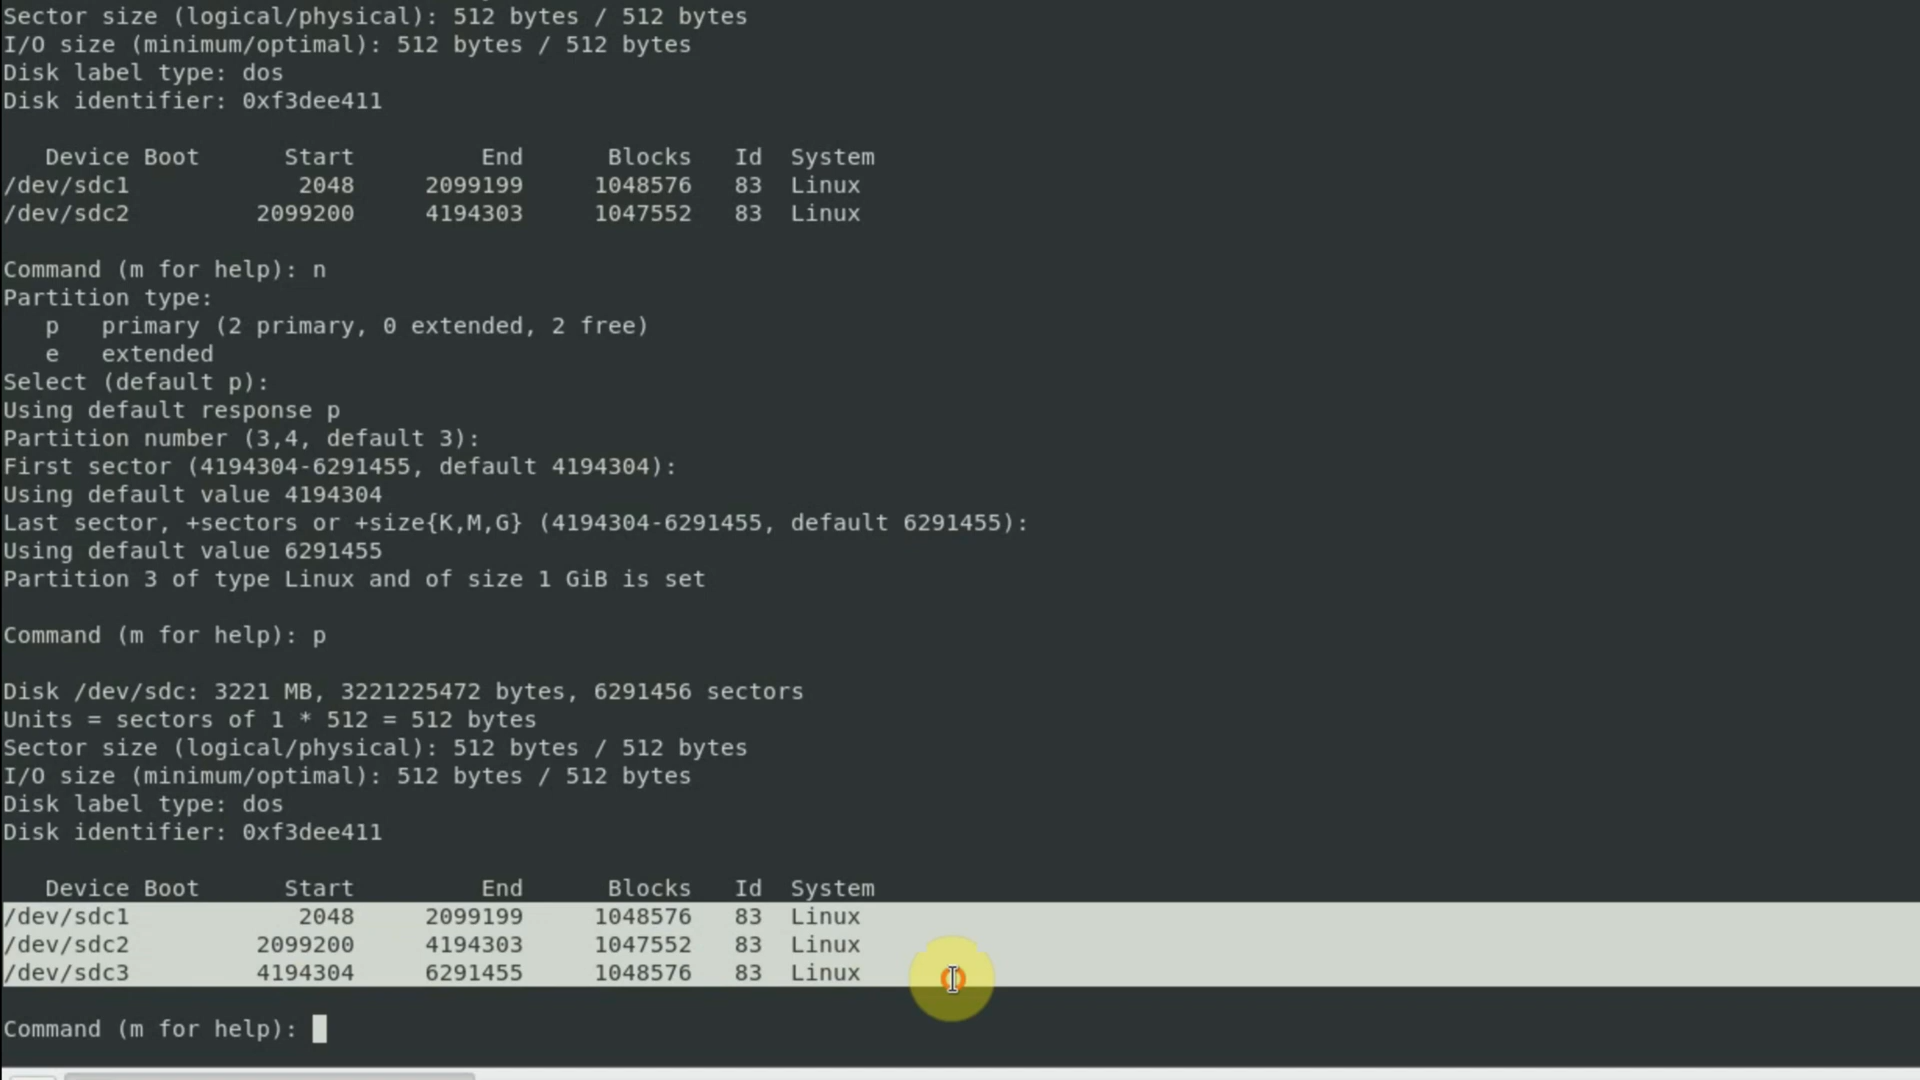 Sector size (logical/physical): 512 bytes / 512 bytes
I/O size (minimum/optimal): 512 bytes / 512 bytes
Disk label type: dos
Disk identifier: 0xf3dee411
Device Boot Start End Blocks Id System
/dev/sdc1 2048 2099199 1048576 83 Linux
/dev/sdc2 2099200 4194303 1047552 83 Linux
Command (m for help): n
Partition type:
p primary (2 primary, 0 extended, 2 free)
e extended
Select (default p):
Using default response p
Partition number (3,4, default 3):
First sector (4194304-6291455, default 4194304):
Using default value 4194304
Last sector, +sectors or +size{K,M,G} (4194304-6291455, default 6291455):
Using default value 6291455
Partition 3 of type Linux and of size 1 GiB is set
Command (m for help): p
Disk /dev/sdc: 3221 MB, 3221225472 bytes, 6291456 sectors
Units = sectors of 1 * 512 = 512 bytes
Sector size (logical/physical): 512 bytes / 512 bytes
I/O size (minimum/optimal): 512 bytes / 512 bytes
Disk label type: dos
Disk identifier: 0xf3dee411
Device Boot Start End Blocks Id System
/dev/sdc1 2048 2099199 1048576 83 Linux
/dev/sdc2 2099200 4194303 1047552 83 Linux
/dev/sdc3 4194304 6291455 1048576 83 Linux
Command (m for help):